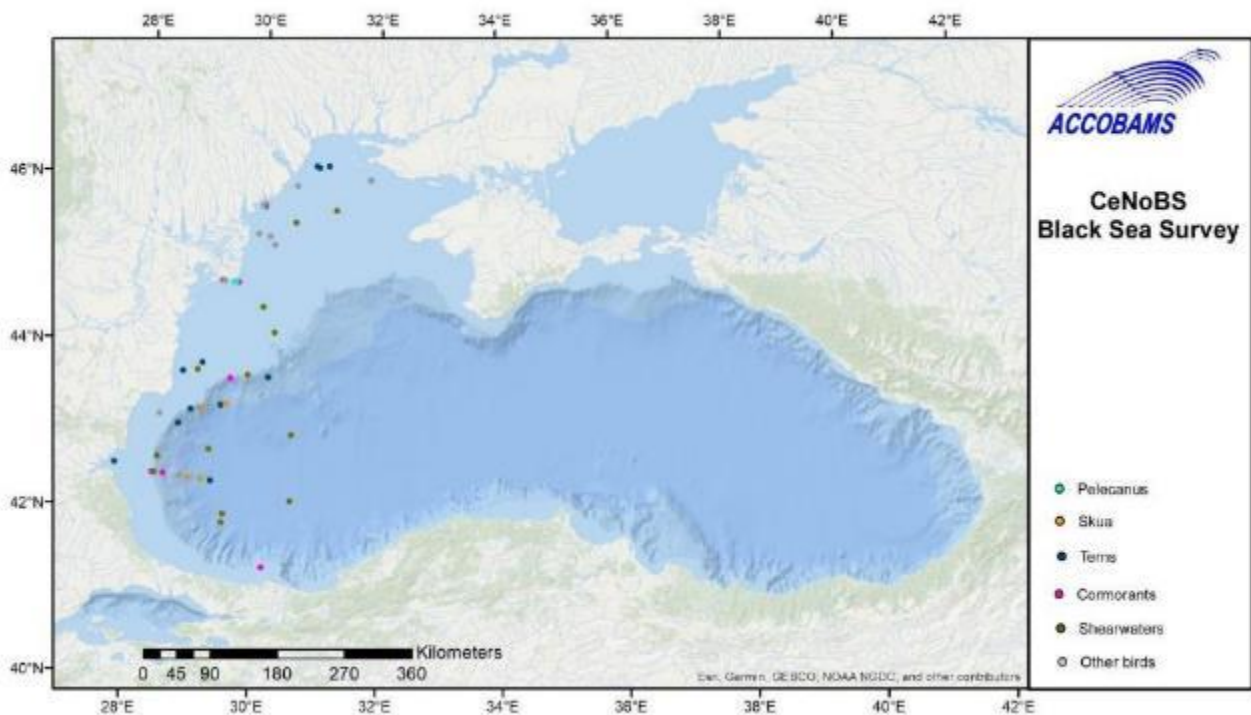 28°E 30°E 32°E 34°E 36°E 38°E 40°E 42°E
46°N
44°N
42°N
40°N
Kilometers
0 45 90 180 270 360
Esri, Garmin, GEBCO, NOAA NGDC, and other contributors
28°E 30°E 32°E 34°E 36°E 38°E 40°E 42°E
ACCOBAMS
CeNoBS
Black Sea Survey
Pelecanus
Skua
Terns
Cormorants
Shearwaters
Other birds